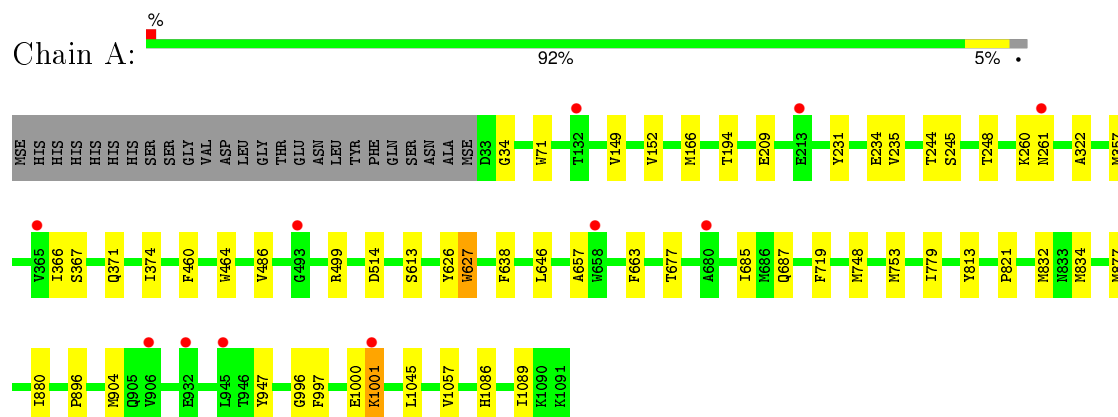 %
Chain A:
92% 5% •
MSE HIS HIS HIS HIS HIS HIS SER SER GLY VAL ASP LEU GLY THR GLU ASN LEU TYR PHE GLN SER ASN ALA MSE D33 G34 W71 T132 V149 V152 M166 T194 E209 E213 Y231 E234 V235 T244 S245 T248 K260 N261 A322
V365 I366 S367 Q371 I374 F460 W464 V486 G493 R499 D514 S613 Y626 W627 F638 L646 A657 W658 F663 T677 A680 I685 M686 Q687 F719 M748 M753 I779 Y813 P821 M832 N833 M834
I880 P896 M904 Q905 V906 E932 L945 T946 Y947 G996 F997 E1000 K1001 L1045 V1057 H1086 I1089 K1090 K1091